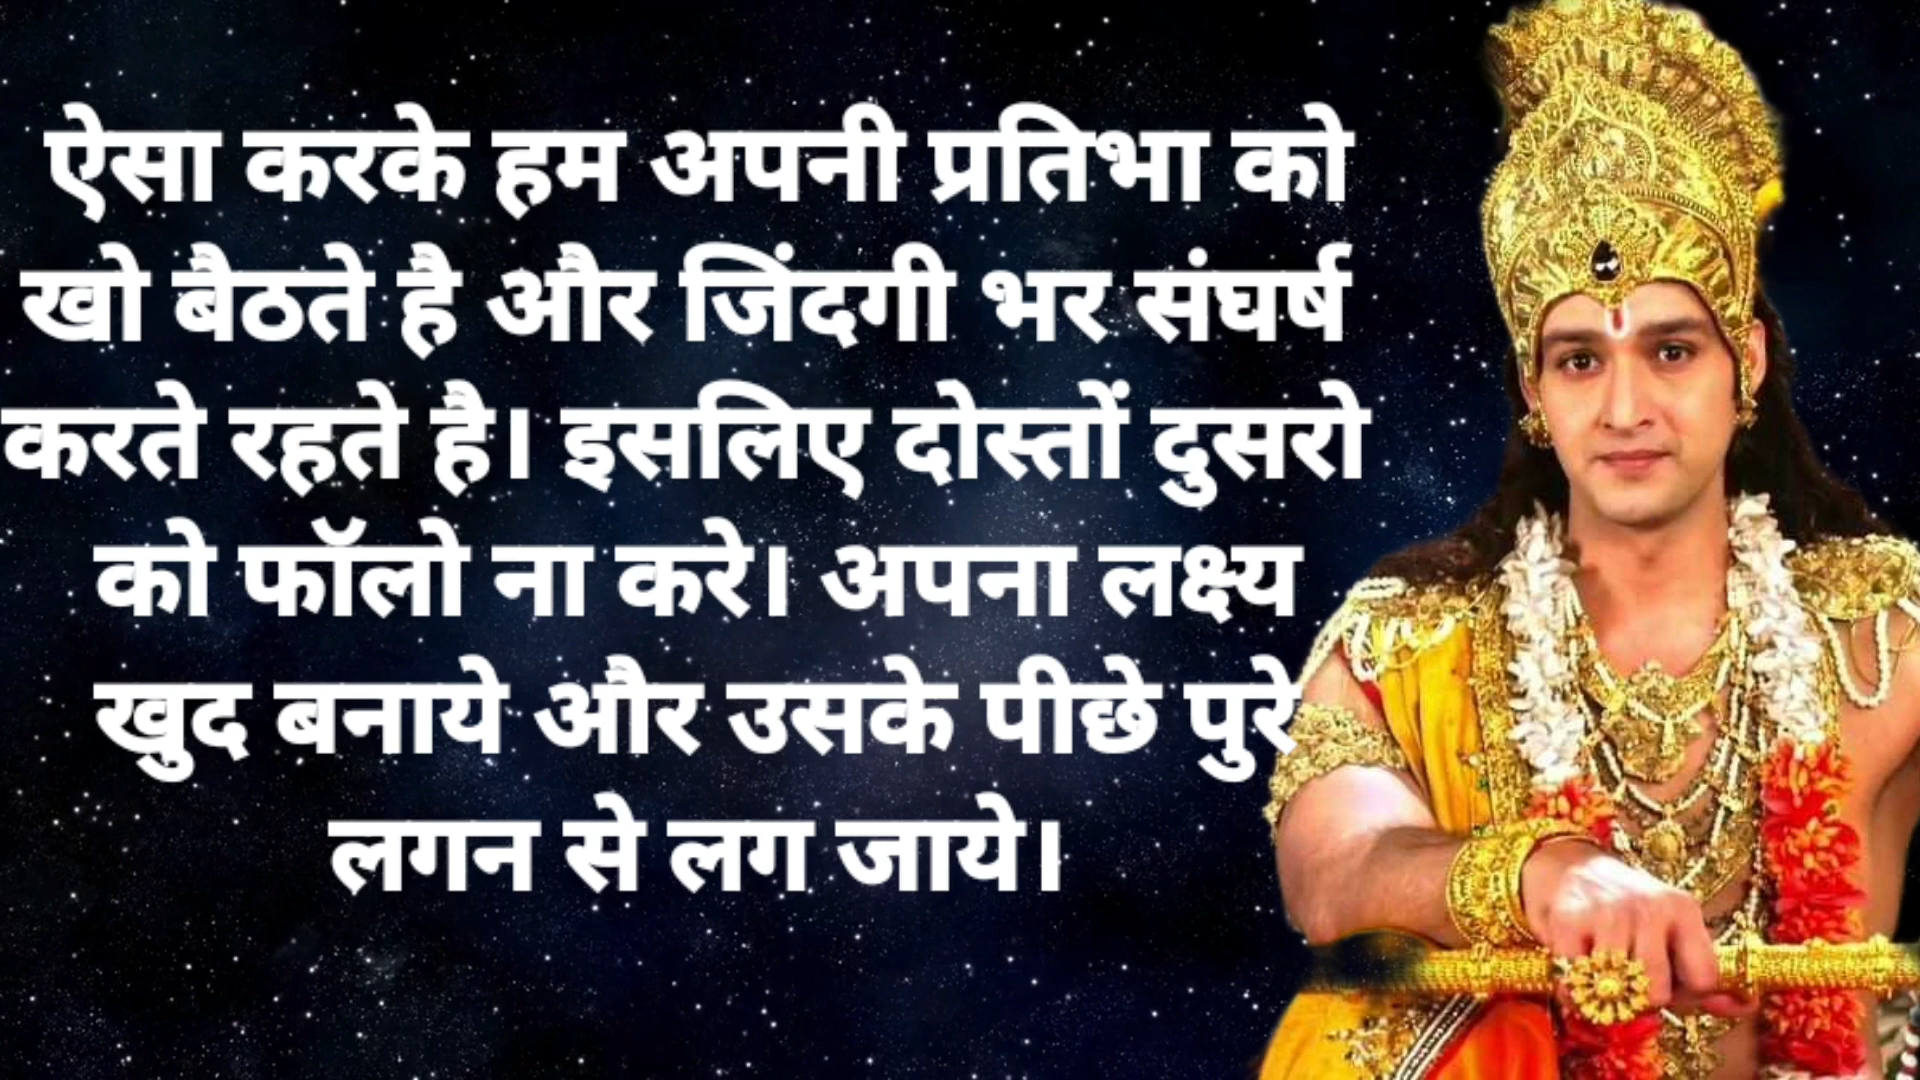 ऐसा करके हम अपनी प्रतिभा को
खो बैठते है और जिंदगी भर संघर्ष
करते रहते है। इसलिए दोस्तों दुसरो
को फॉलो ना करे। अपना लक्ष्य
खुद बनाये और उसके पीछे पुरे
लगन से लग जाये।